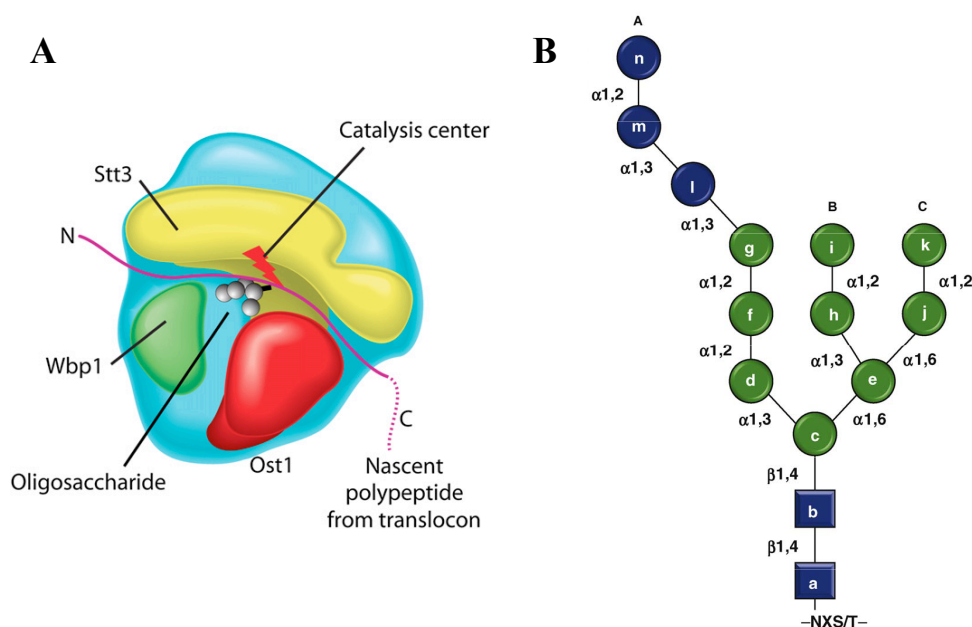 A
Catalysis center
Stt3
N
Wbp1
C
Oligosaccharide
Ost1
Nascent
polypeptide
from translocon
B
A
n
α1,2
m
α1,3
l
α1,3
B
C
g
i
k
α1,2
α1,2
α1,2
f
h
j
α1,2
α1,3
α1,6
d
e
α1,3
α1,6
c
β1,4
b
β1,4
a
–NXS/T–